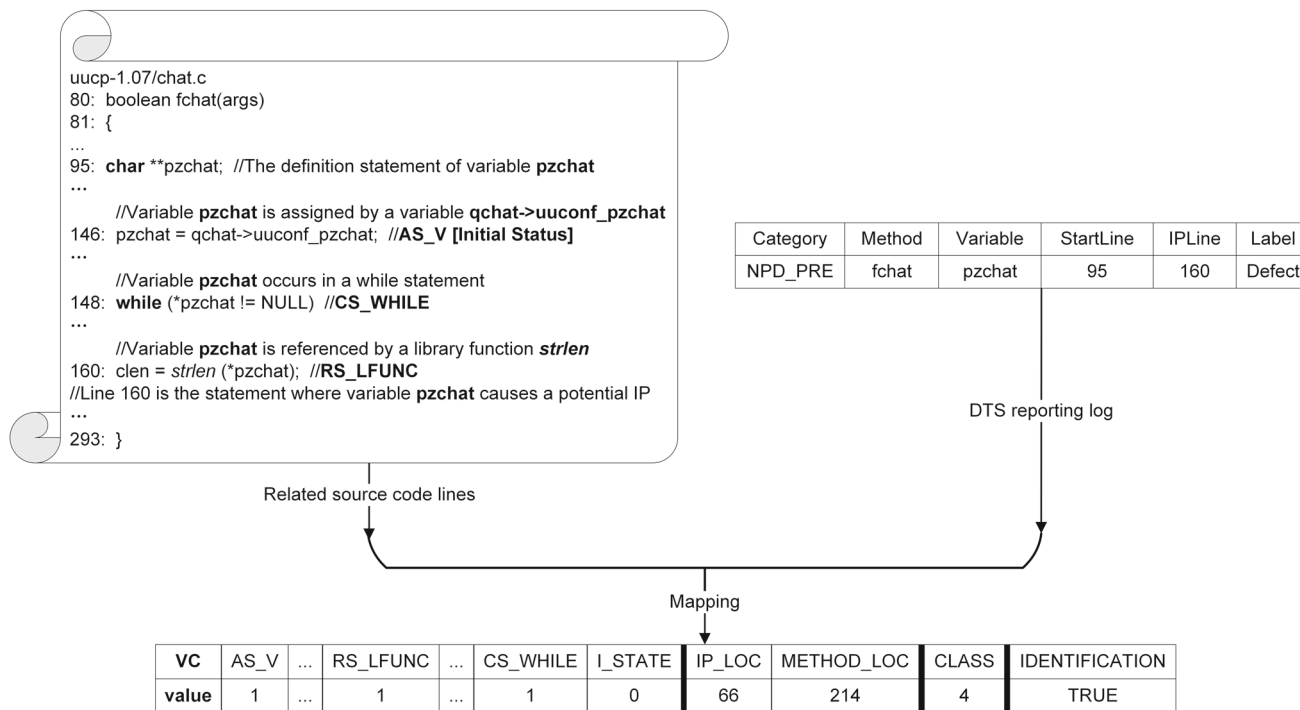 uucp-1.07/chat.c
80: boolean fchat(args)
81: {
...
95: char **pzchat; //The definition statement of variable pzchat
...
//Variable pzchat is assigned by a variable qchat->uuconf_pzchat
146: pzchat = qchat->uuconf_pzchat; //AS_V [Initial Status]
...
//Variable pzchat occurs in a while statement
148: while (*pzchat != NULL) //CS_WHILE
...
//Variable pzchat is referenced by a library function strlen
160: clen = strlen (*pzchat); //RS_LFUNC
//Line 160 is the statement where variable pzchat causes a potential IP
...
293: }
Category Method Variable StartLine IPLine Label
NPD_PRE fchat pzchat 95 160 Defect
DTS reporting log
Related source code lines
Mapping
VC AS_V ... RS_LFUNC ... CS_WHILE I_STATE IP_LOC METHOD_LOC CLASS IDENTIFICATION
value 1 ... 1 ... 1 0 66 214 4 TRUE